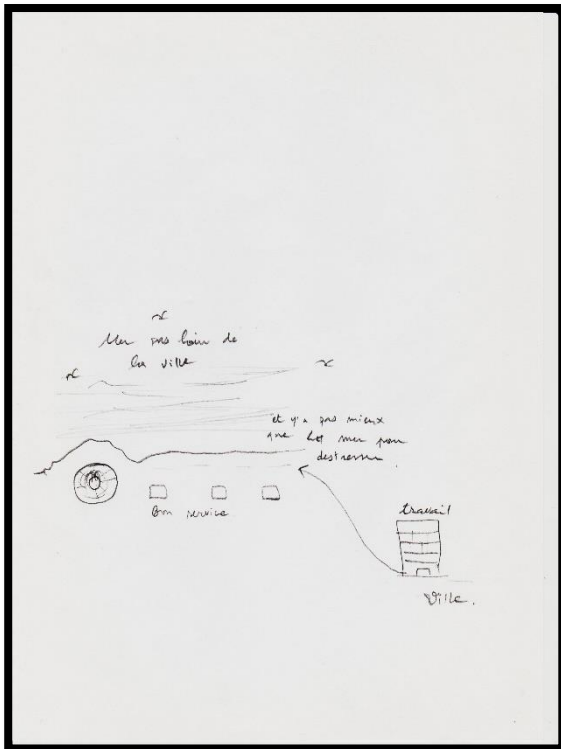 Mer pas loin de
la ville
et y'a pas mieux
que la mer pour
destresser.
Bon service
travail
Ville.